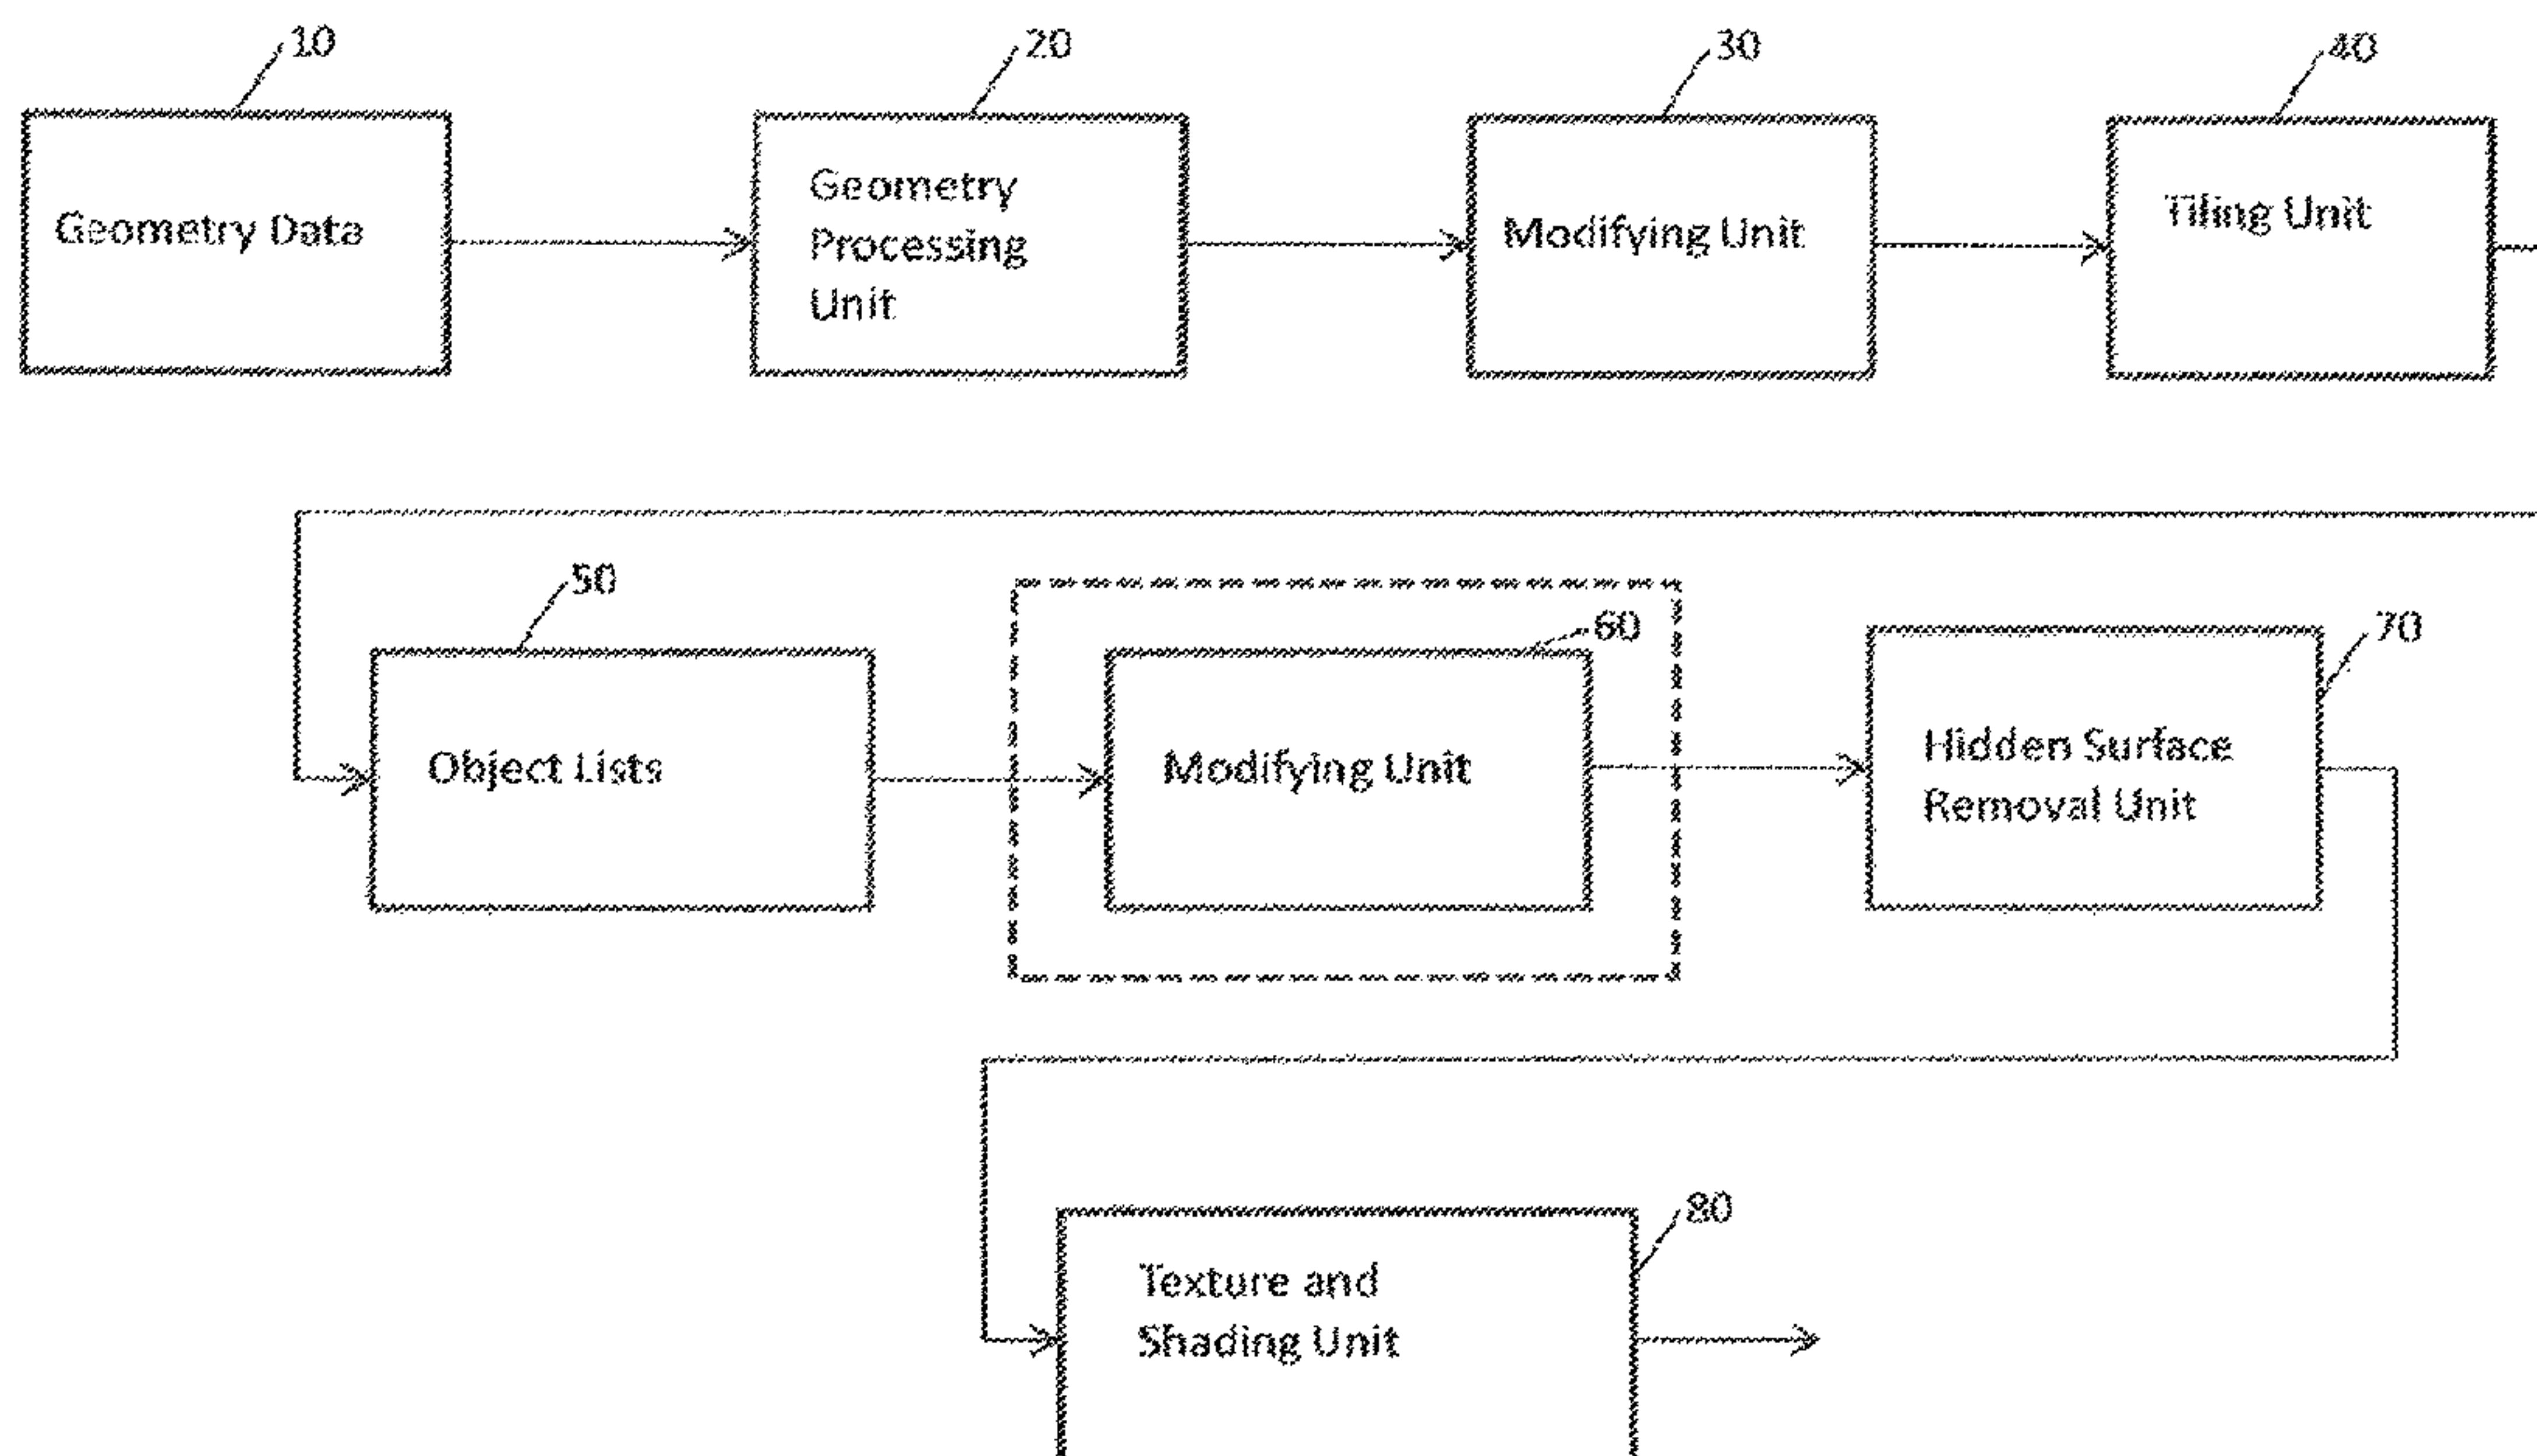 10
20
30
40
Geometry Data
Geometry
Processing
Unit
Modifying Unit
Tiling Unit
50
60
70
Object Lists
Modifying Unit
Hidden Surface
Removal Unit
80
Texture and
Shading Unit